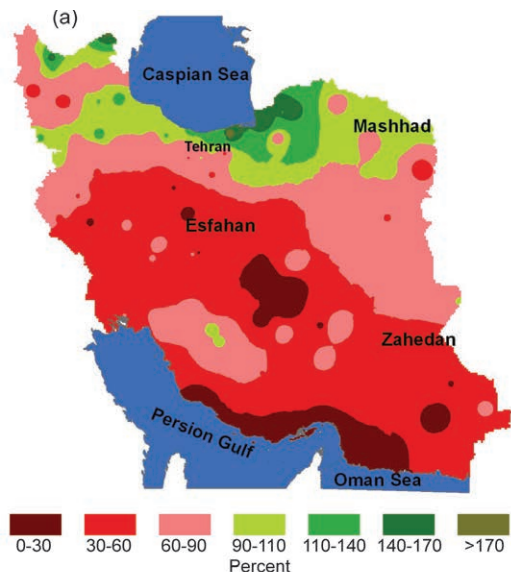 (a)
Caspian Sea
Mashhad
Tehran
Esfahan
Zahedan
Persion Gulf
Oman Sea
0-30 30-60 60-90 90-110 110-140 140-170 >170
Percent